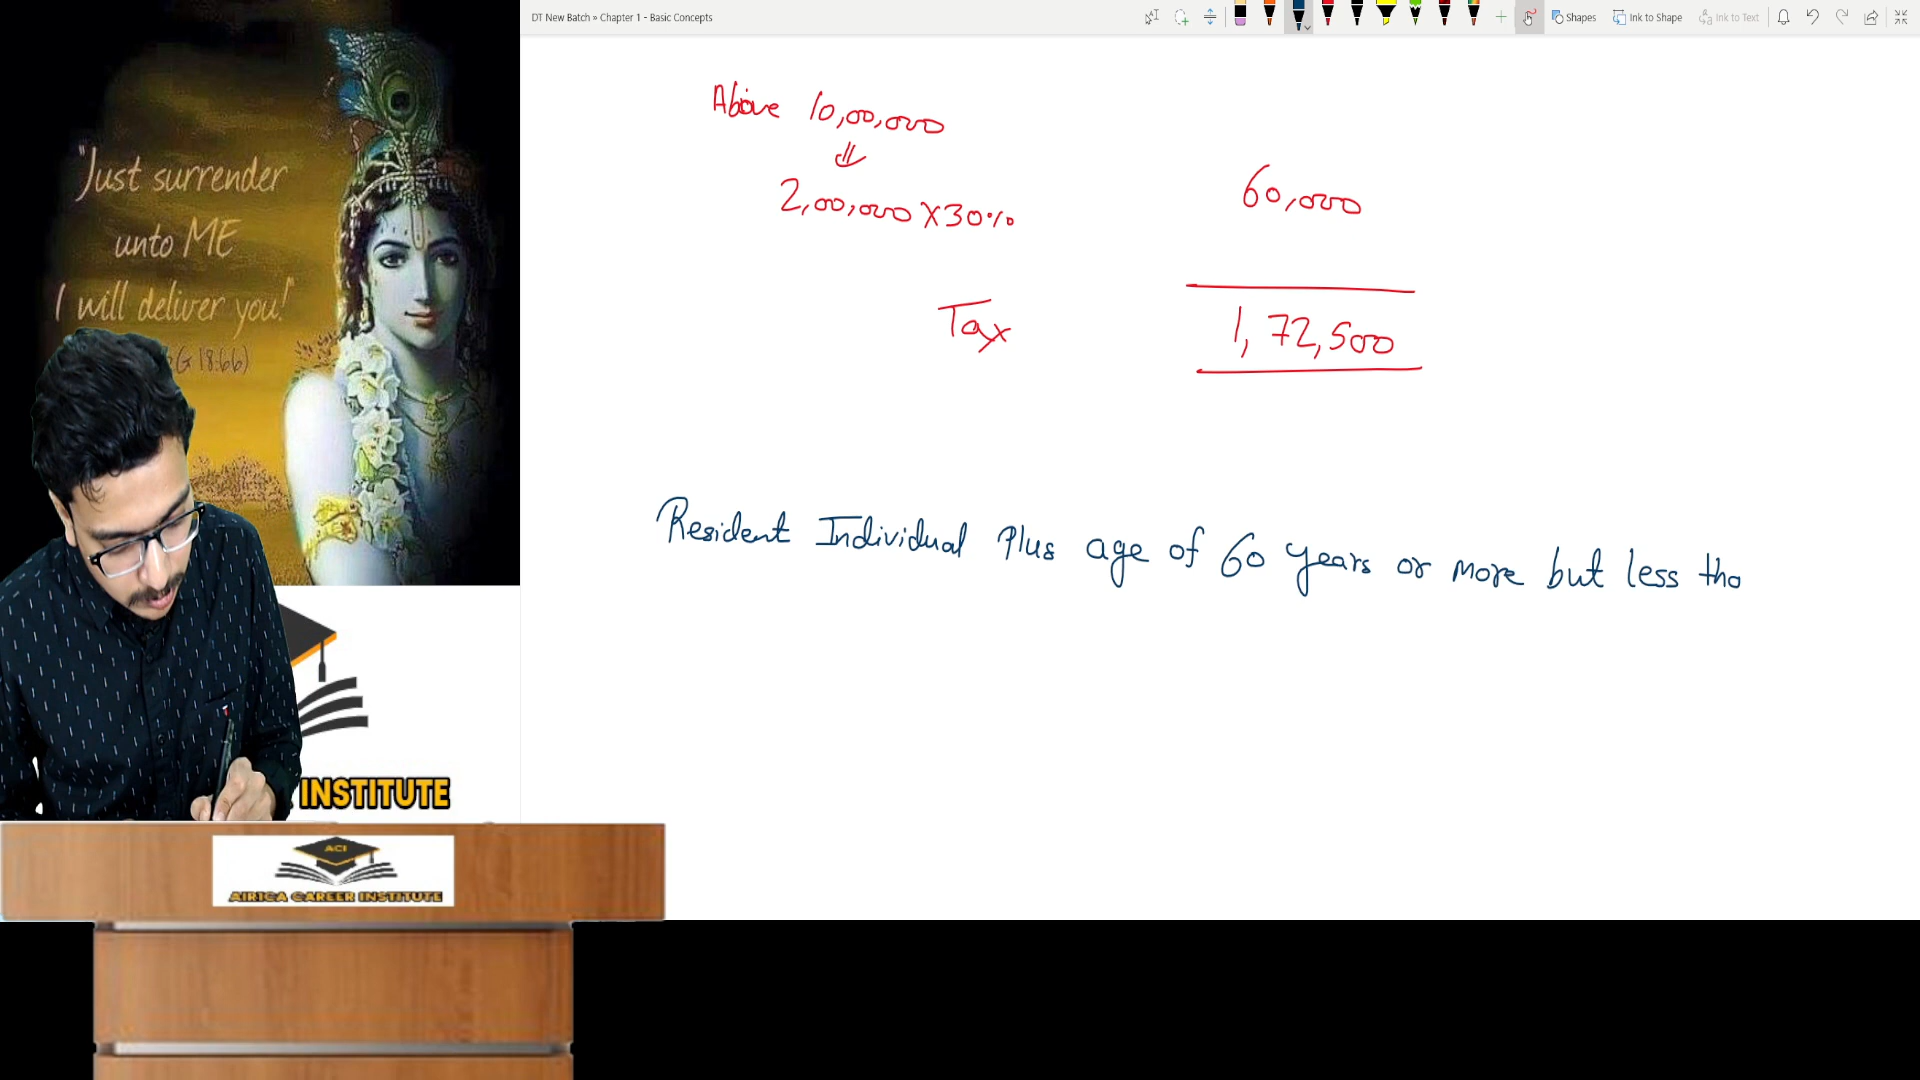 DT New Batch » Chapter 1 - Basic Concepts
Shapes
Ink to Shape
Ink to Text
"Just surrender
unto ME
I will deliver you!"
G 18:66)
Above 10,00,000
2,00,000 X 30%
60,000
Tax
1,72,500
Resident Individual Plus age of 60 years or more but less tha
INSTITUTE
ACI
AIRICA CAREER INSTITUTE